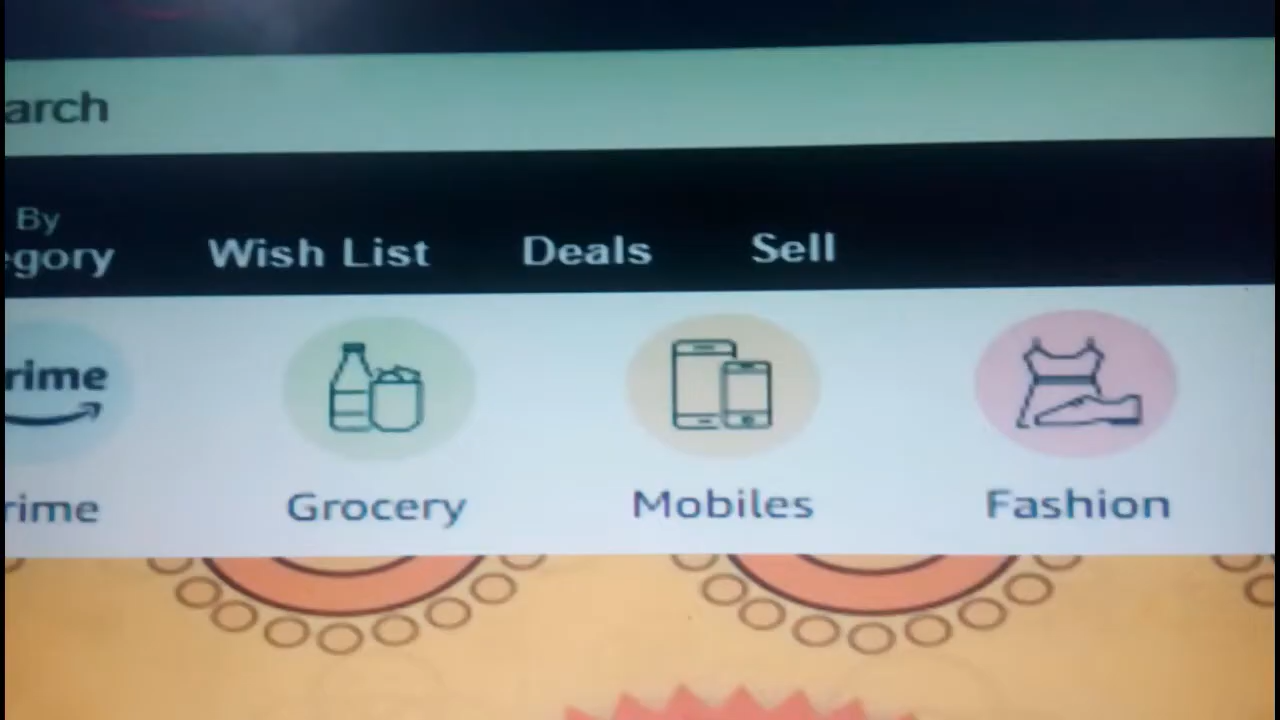 arch
By
egory Wish List Deals Sell
rime
rime Grocery Mobiles Fashion